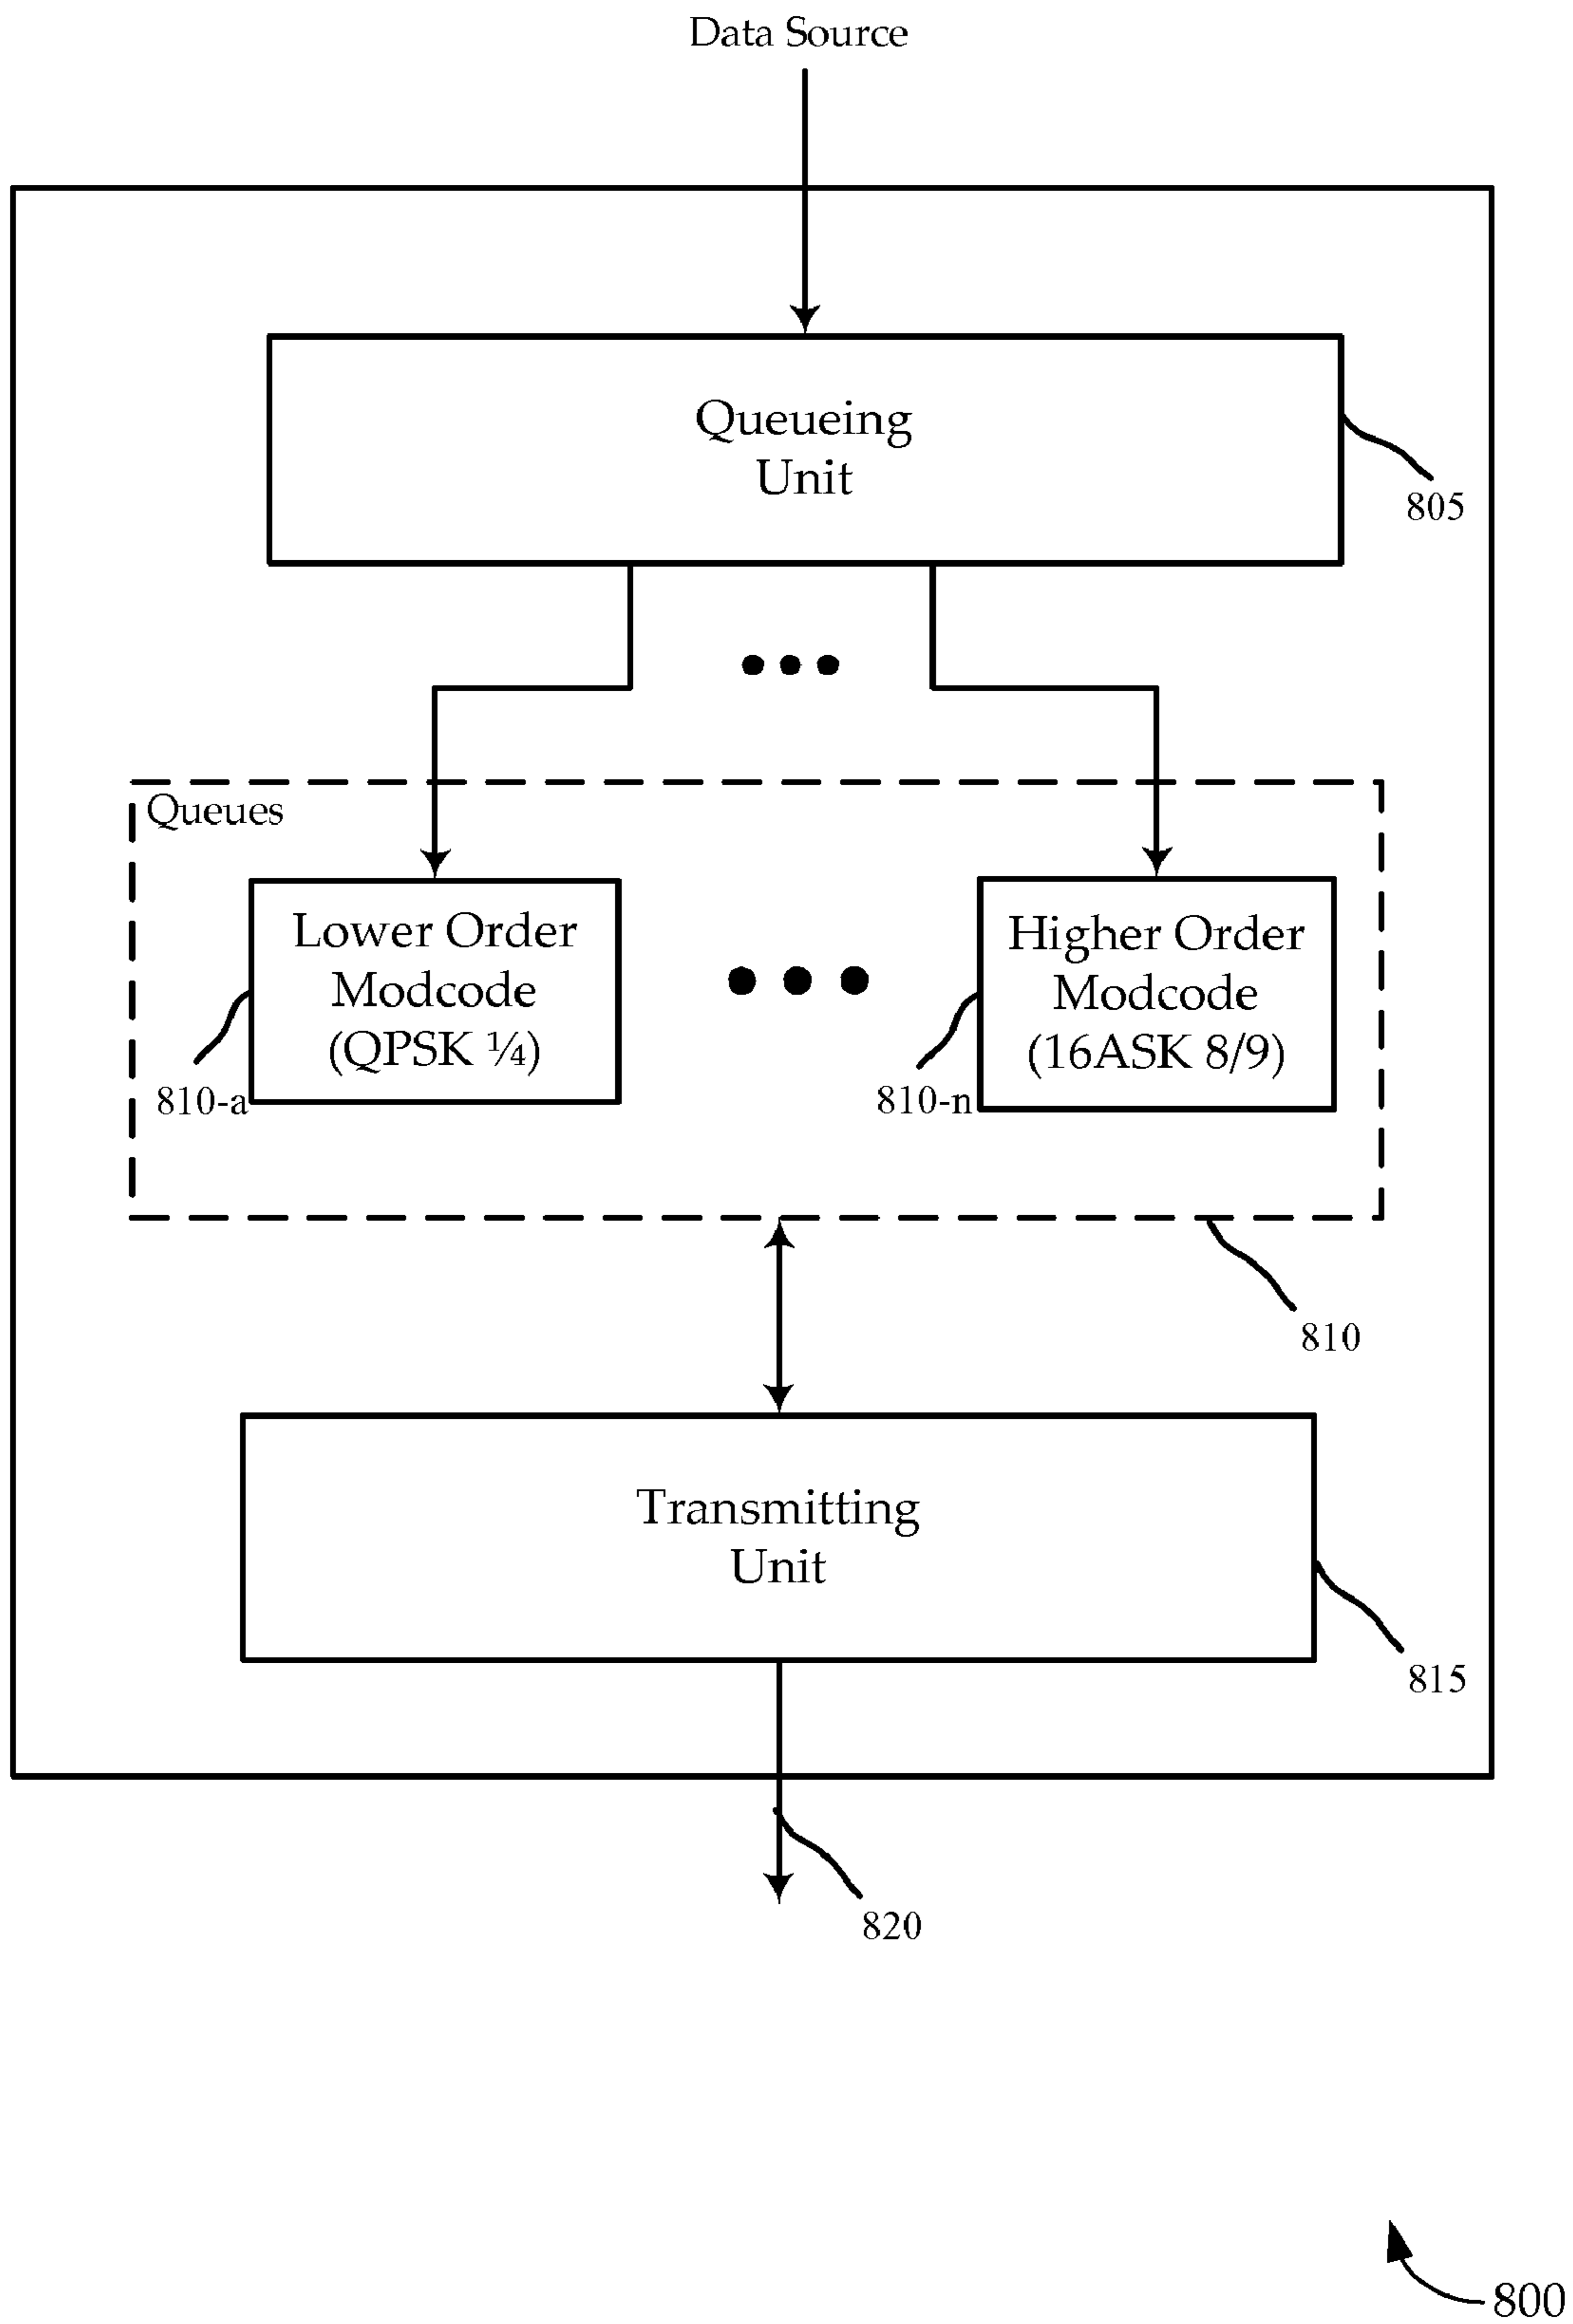 Data Source
Queueing
Unit
805
Queues
Lower Order
Modcode
(QPSK ¼)
810-a
Higher Order
Modcode
(16ASK 8/9)
810-n
810
Transmitting
Unit
815
820
800